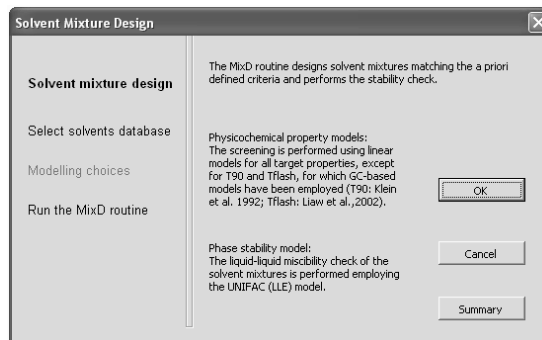 Solvent Mixture Design
Solvent mixture design
Select solvents database
Modelling choices
Run the MixD routine
The MixD routine designs solvent mixtures matching the a priori
defined criteria and performs the stability check.
Physicochemical property models:
The screening is performed using linear
models for all target properties, except
for T90 and Tflash, for which GC-based
models have been employed (T90: Klein
et al. 1992; Tflash: Liaw et al.,2002).
Phase stability model:
The liquid-liquid miscibility check of the
solvent mixtures is performed employing
the UNIFAC (LLE) model.
OK
Cancel
Summary